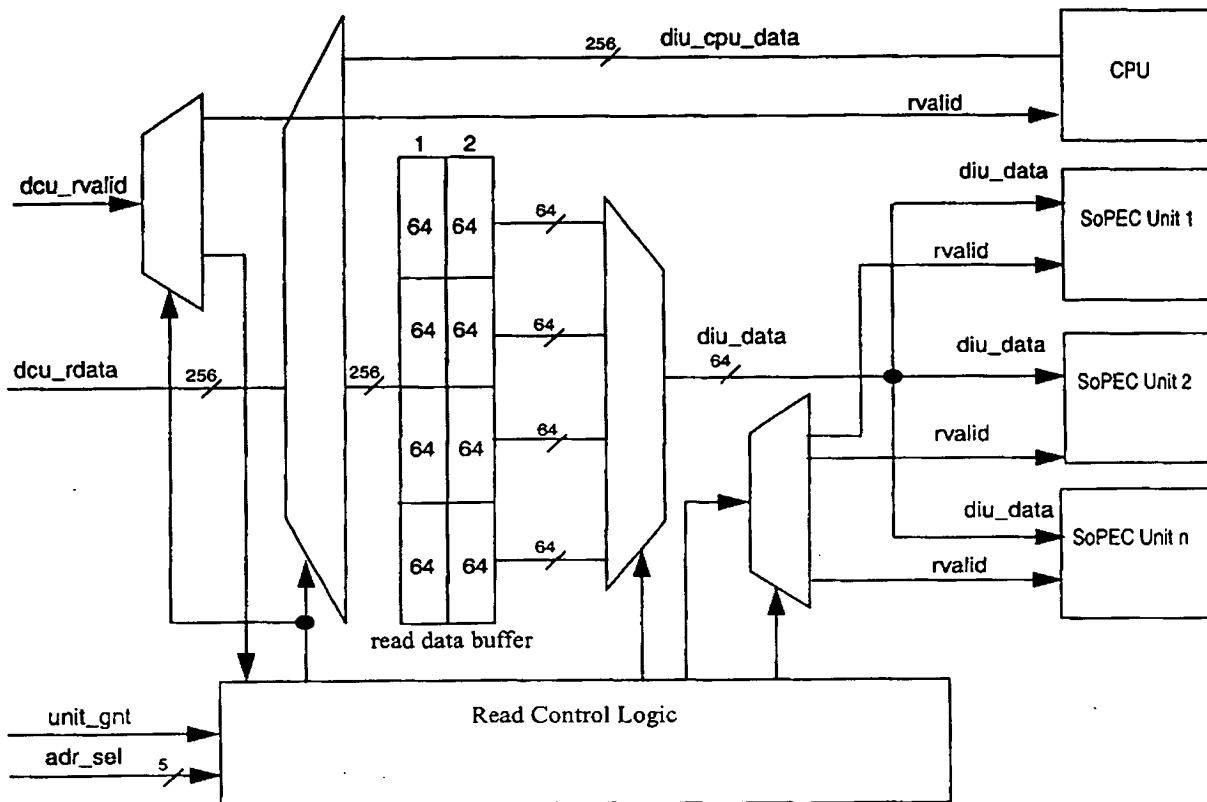 256
diu_cpu_data
CPU
rvalid
1 2
dcu_rvalid
64 64
64
diu_data
SoPEC Unit 1
rvalid
64 64
64
diu_data
64
diu_data
SoPEC Unit 2
dcu_rdata
256
256
64 64
64
rvalid
diu_data
SoPEC Unit n
64 64
64
rvalid
read data buffer
unit_gnt
Read Control Logic
adr_sel
5